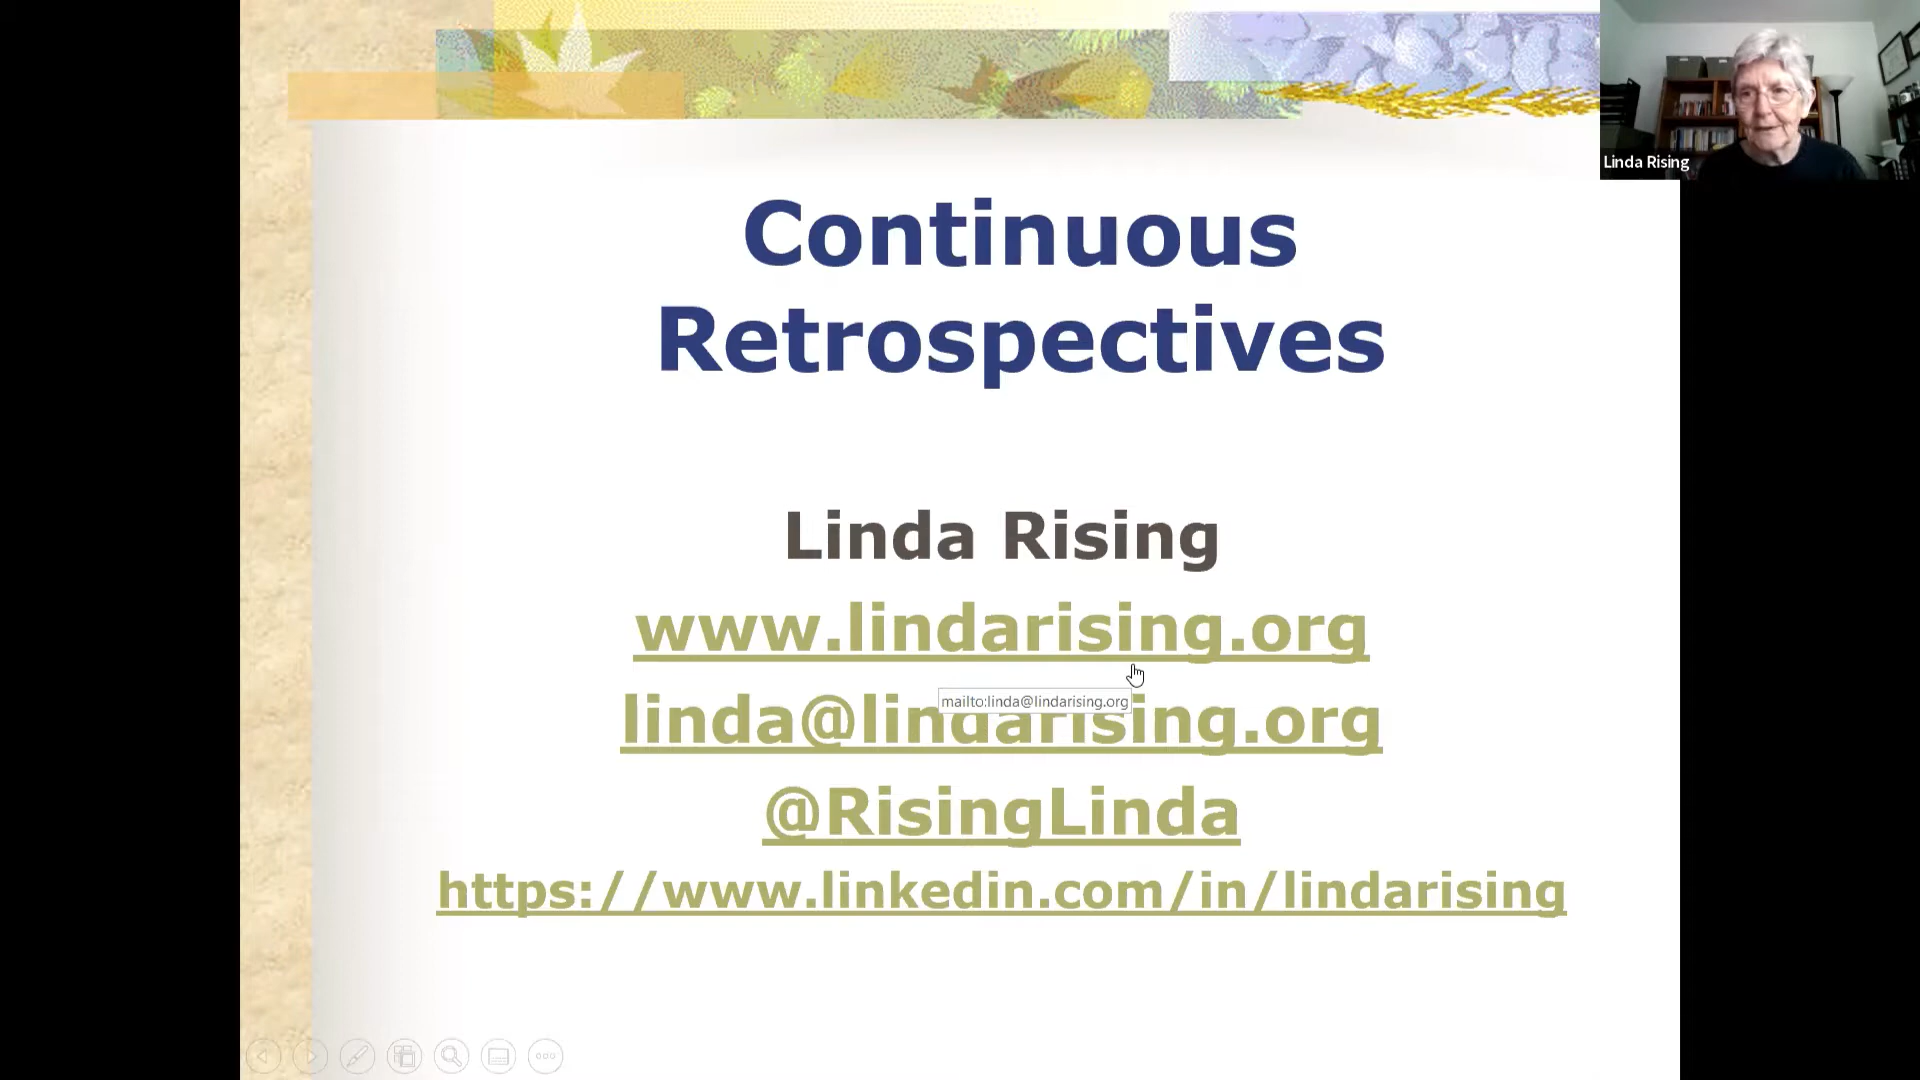 Continuous
Retrospectives
Linda Rising
Linda Rising
www.lindarising.org
mailto:linda@lindarising.org
linda@lindarising.org
@RisingLinda
https://www.linkedin.com/in/lindarising